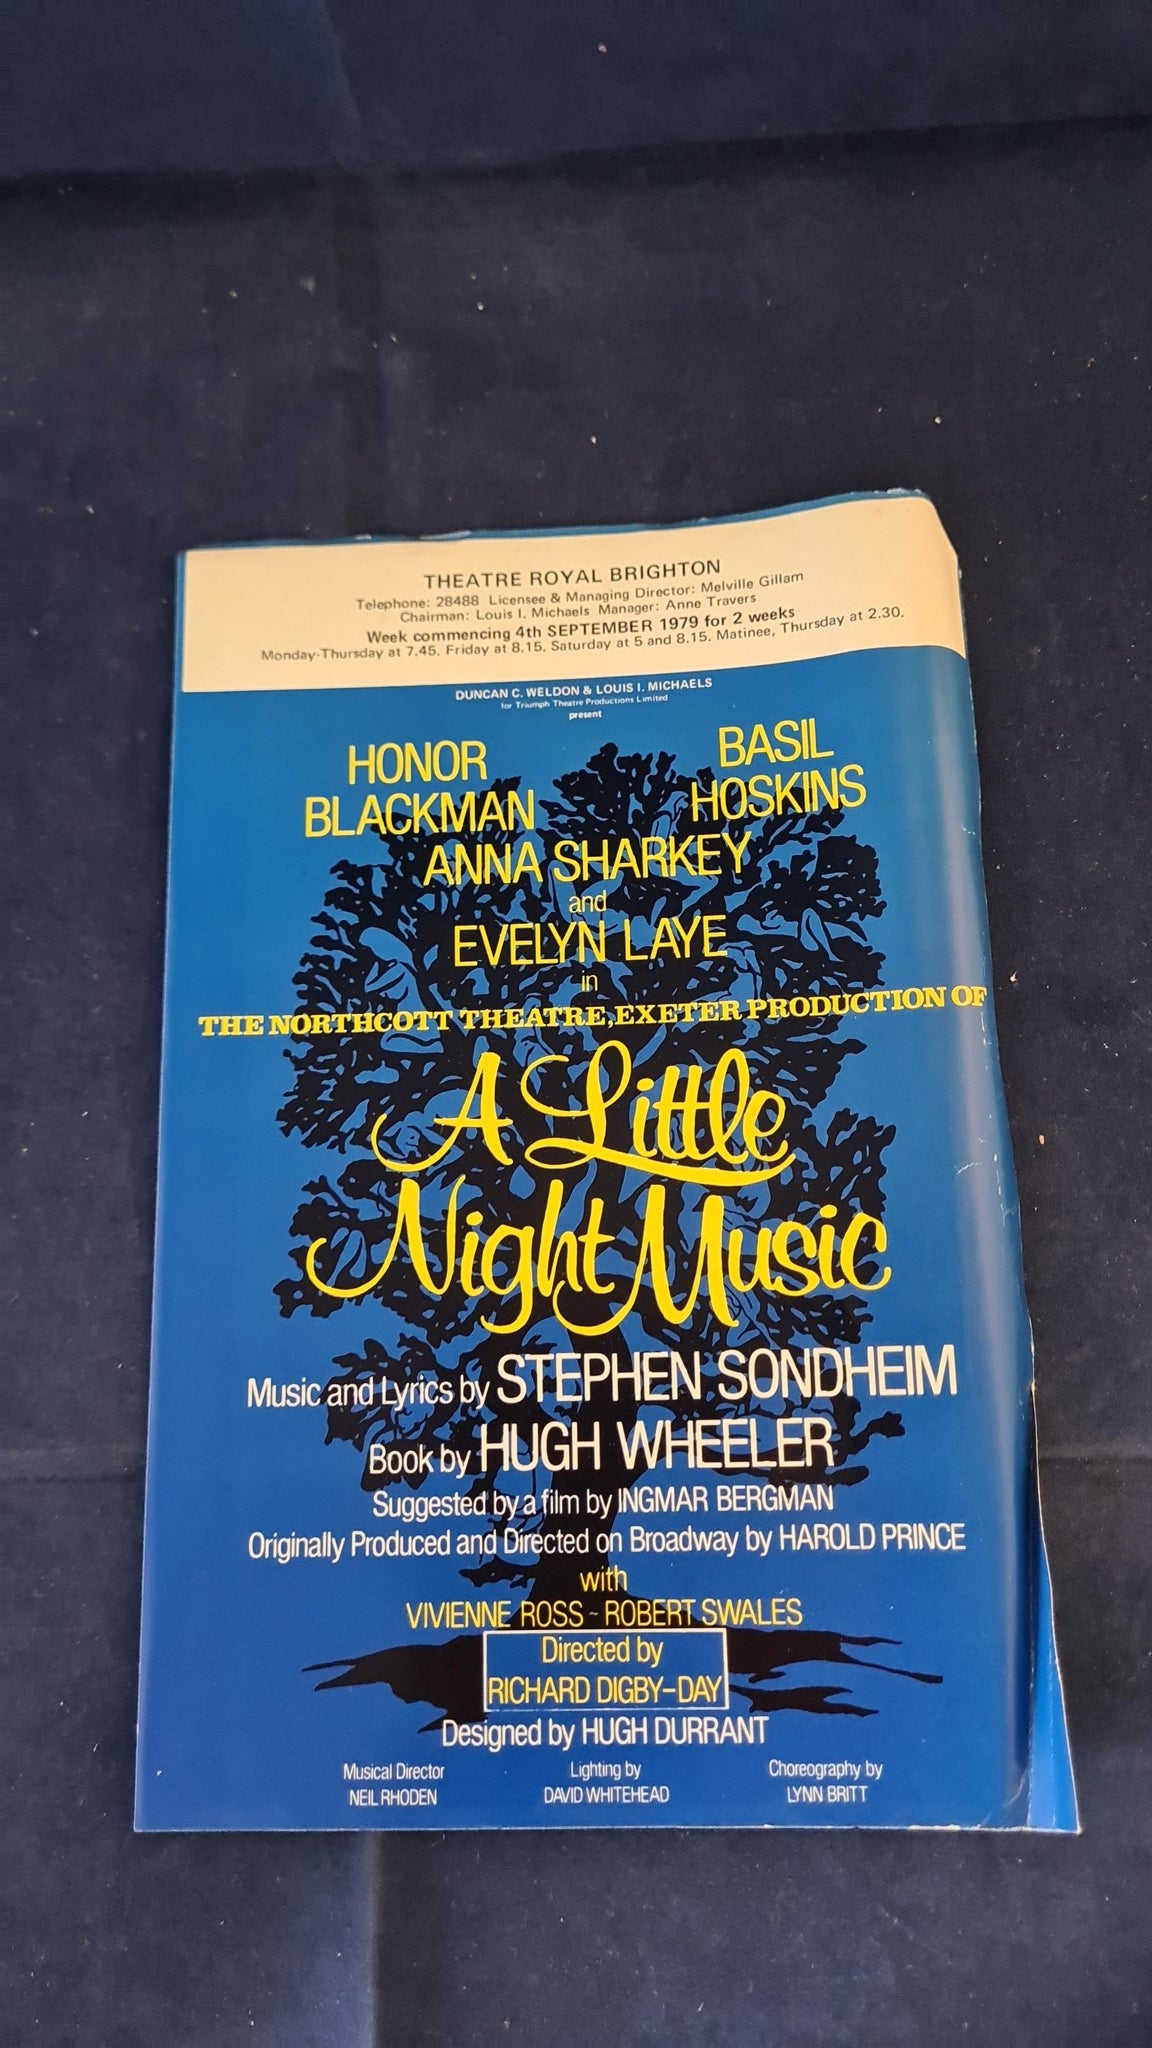 THEATRE ROYAL BRIGHTON
Telephone: 28488 Licensee & Managing Director: Melville Gillam
Chairman: Louis I. Michaels Manager: Anne Travers
Week commencing 4th SEPTEMBER 1979 for 2 weeks
Monday-Thursday at 7.45. Friday at 8.15. Saturday at 5 and 8.15. Matinee, Thursday at 2.30.
DUNCAN C. WELDON & LOUIS I. MICHAELS
for Triumph Theatre Productions Limited
present
HONOR
BLACKMAN
BASIL
HOSKINS
ANNA SHARKEY
and
EVELYN LAYE
in
THE NORTHCOTT THEATRE, EXETER PRODUCTION OF
A Little
Night Music
Music and Lyrics by STEPHEN SONDHEIM
Book by HUGH WHEELER
Suggested by a film by INGMAR BERGMAN
Originally Produced and Directed on Broadway by HAROLD PRINCE
with
VIVIENNE ROSS ~ ROBERT SWALES
Directed by
RICHARD DIGBY-DAY
Designed by HUGH DURRANT
Musical Director
NEIL RHODEN
Lighting by
DAVID WHITEHEAD
Choreography by
LYNN BRITT